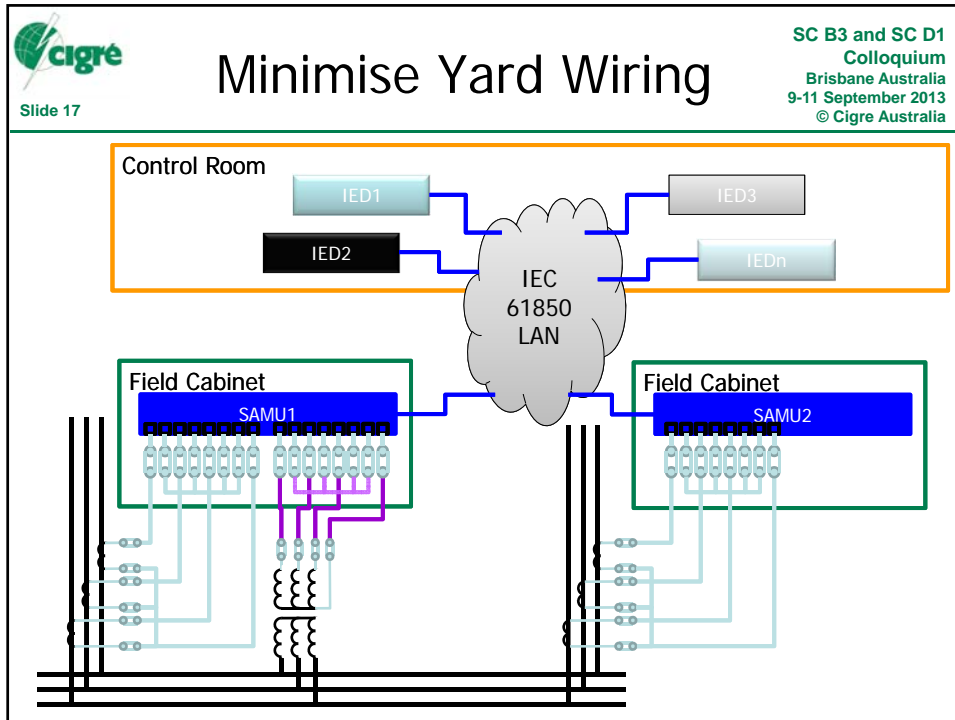 cigré
Slide 17
Minimise Yard Wiring
SC B3 and SC D1
Colloquium
Brisbane Australia
9-11 September 2013
© Cigre Australia
Control Room
IED1
IED3
IED2
IEDn
IEC
61850
LAN
Field Cabinet
SAMU1
Field Cabinet
SAMU2